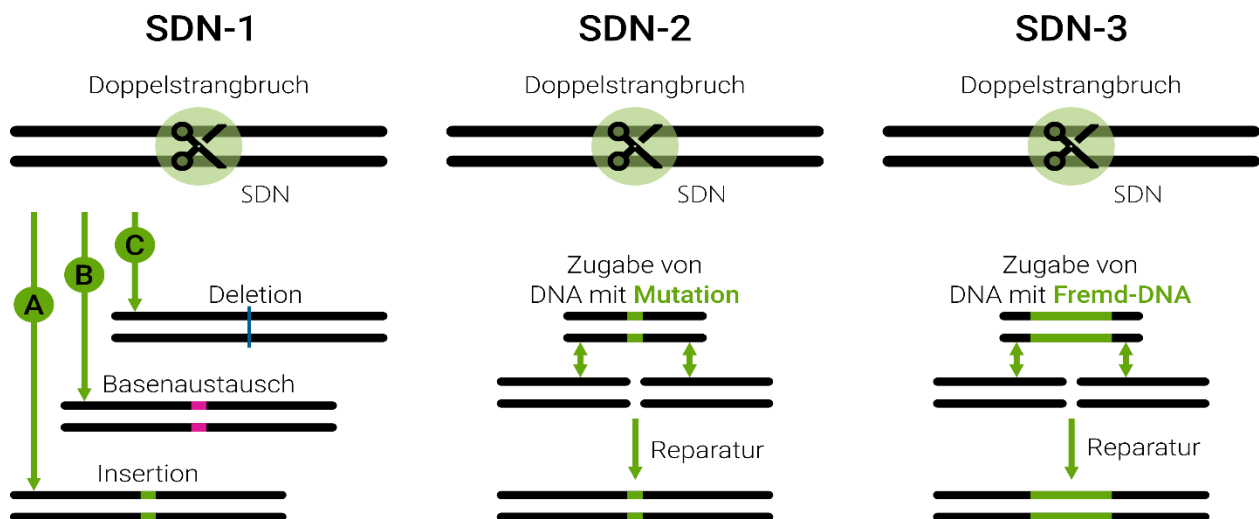 SDN-1
Doppelstrangbruch
SDN
C
B
A
Deletion
Basenaustausch
Insertion
SDN-2
Doppelstrangbruch
SDN
Zugabe von
DNA mit Mutation
Reparatur
SDN-3
Doppelstrangbruch
SDN
Zugabe von
DNA mit Fremd-DNA
Reparatur